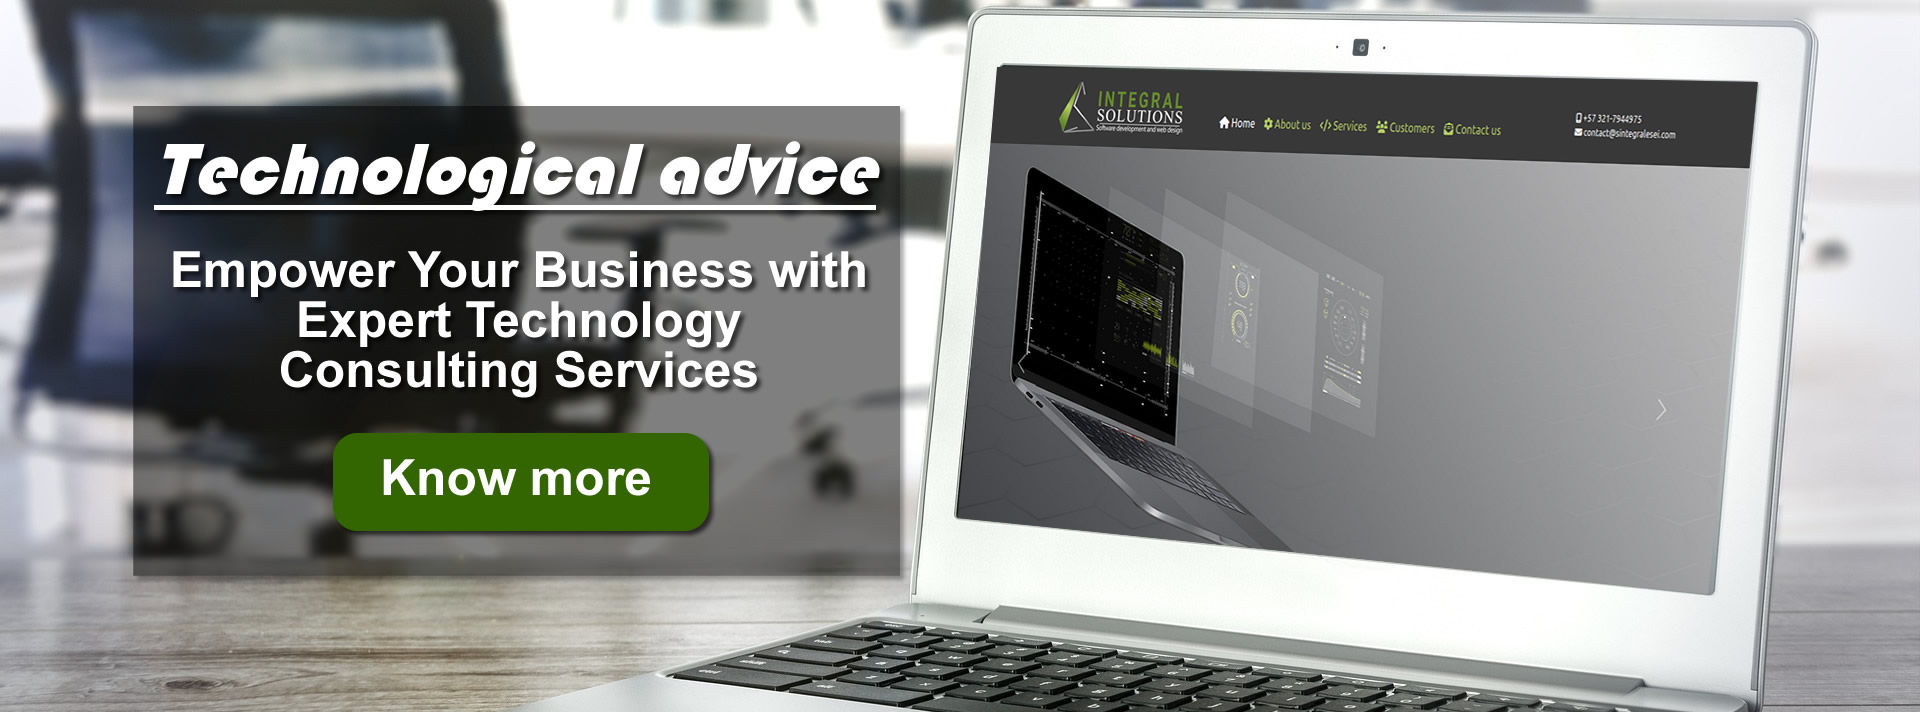 Technological advice
Empower Your Business with
Expert Technology
Consulting Services
Know more
INTEGRAL
SOLUTIONS
Software development and web design
Home About us Services Customers Contact us
+57 321-7944975
contact@sintegralesei.com